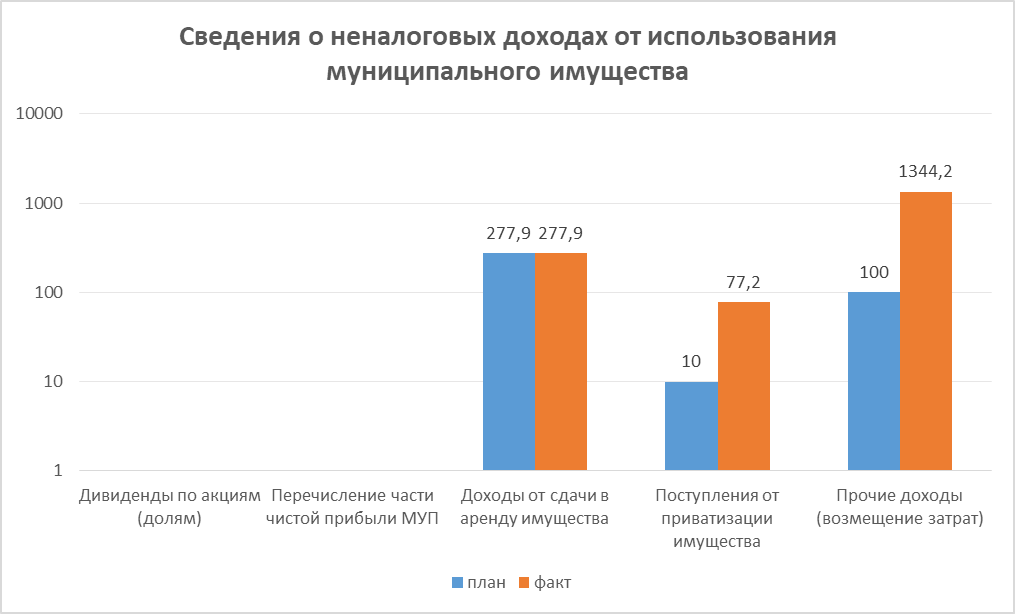 Сведения о неналоговых доходах от использования
муниципального имущества
10000
1000
100
10
1
277,9 277,9
10
77,2
100
1344,2
Дивиденды по акциям
(долям)
Перечисление части
чистой прибыли МУП
Доходы от сдачи в
аренду имущества
Поступления от
приватизации
имущества
Прочие доходы
(возмещение затрат)
план факт